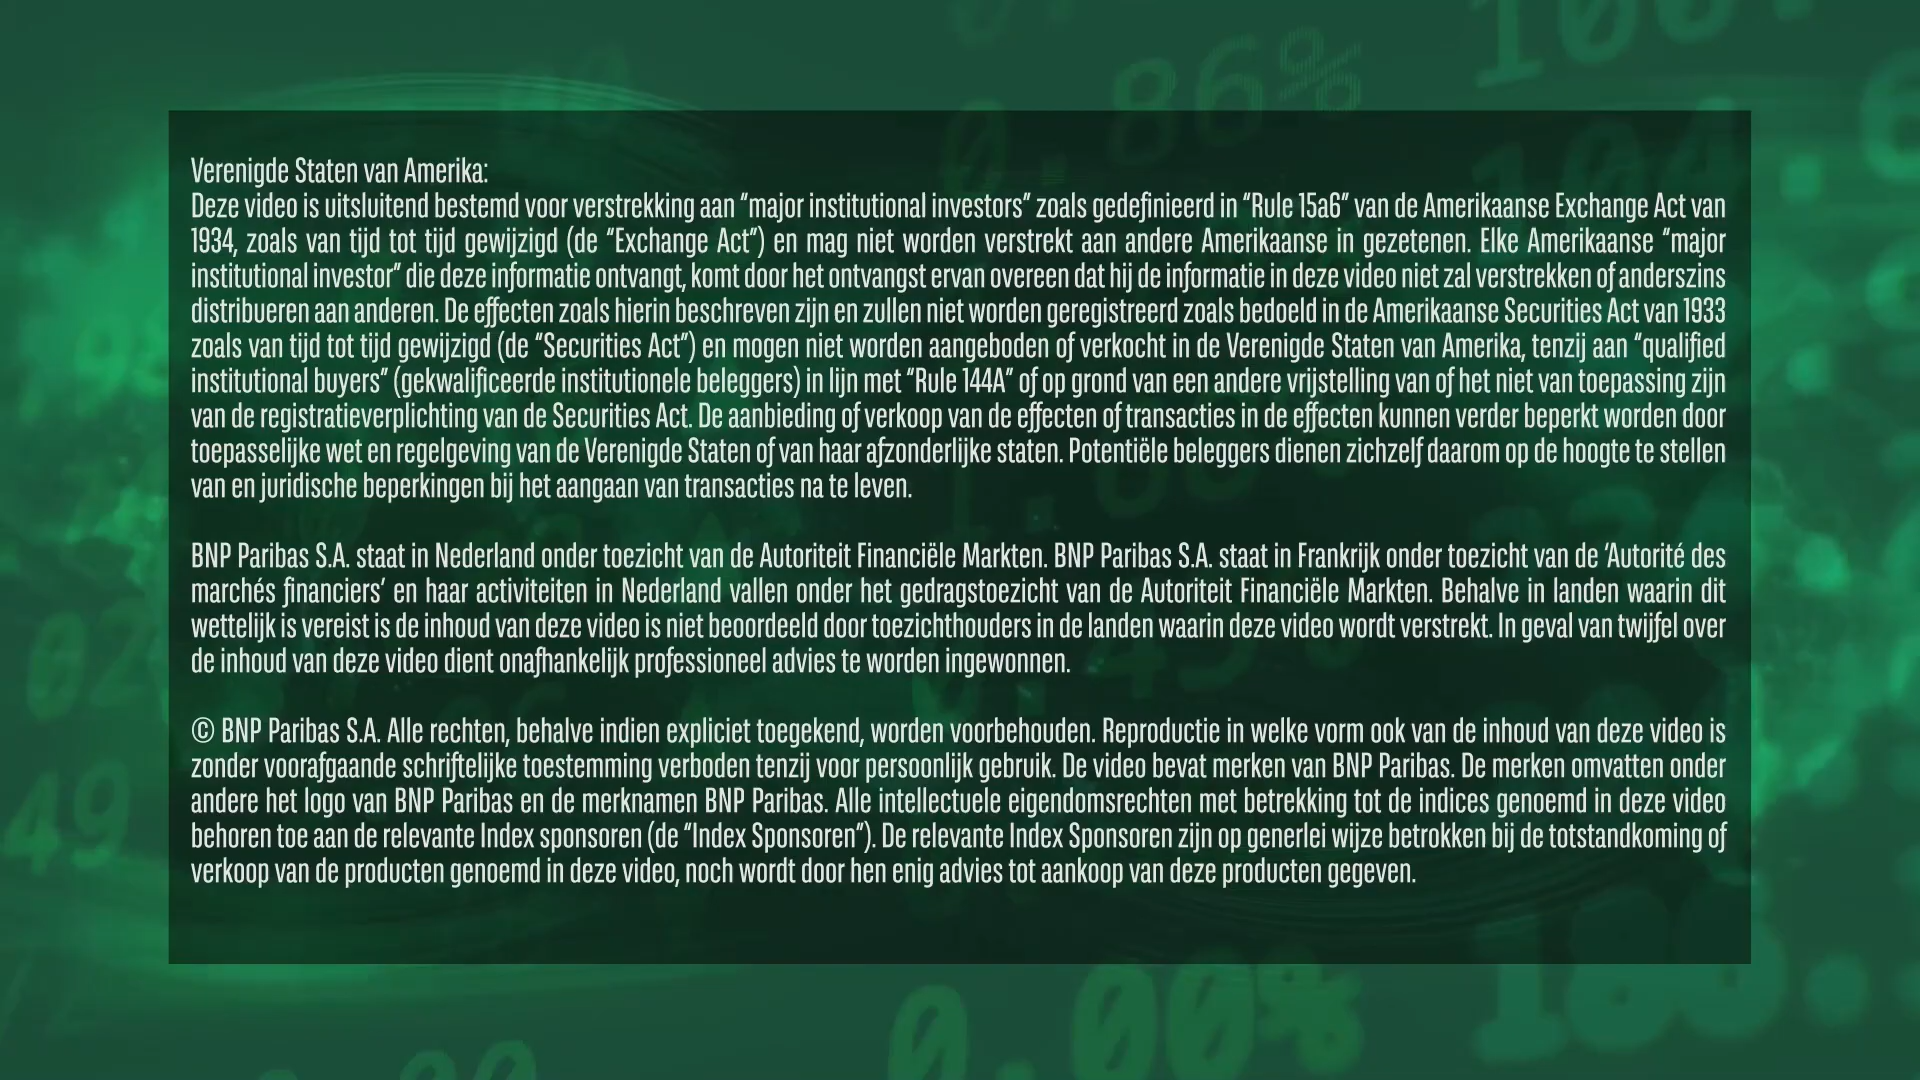 Verenigde Staten van Amerika:
Deze video is uitsluitend bestemd voor verstrekking aan “major institutional investors” zoals gedefinieerd in “Rule 15a6” van de Amerikaanse Exchange Act van
1934, zoals van tijd tot tijd gewijzigd (de “Exchange Act”) en mag niet worden verstrekt aan andere Amerikaanse in gezetenen. Elke Amerikaanse “major
institutional investor” die deze informatie ontvangt, komt door het ontvangst ervan overeen dat hij de informatie in deze video niet zal verstrekken of anderszins
distribueren aan anderen. De effecten zoals hierin beschreven zijn en zullen niet worden geregistreerd zoals bedoeld in de Amerikaanse Securities Act van 1933
zoals van tijd tot tijd gewijzigd (de “Securities Act”) en mogen niet worden aangeboden of verkocht in de Verenigde Staten van Amerika, tenzij aan “qualified
institutional buyers” (gekwalificeerde institutionele beleggers) in lijn met “Rule 144A” of op grond van een andere vrijstelling van of het niet van toepassing zijn
van de registratieverplichting van de Securities Act. De aanbieding of verkoop van de effecten of transacties in de effecten kunnen verder beperkt worden door
toepasselijke wet en regelgeving van de Verenigde Staten of van haar afzonderlijke staten. Potentiële beleggers dienen zichzelf daarom op de hoogte te stellen
van en juridische beperkingen bij het aangaan van transacties na te leven.
BNP Paribas S.A. staat in Nederland onder toezicht van de Autoriteit Financiële Markten. BNP Paribas S.A. staat in Frankrijk onder toezicht van de ‘Autorité des
marchés financiers’ en haar activiteiten in Nederland vallen onder het gedragstoezicht van de Autoriteit Financiële Markten. Behalve in landen waarin dit
wettelijk is vereist is de inhoud van deze video is niet beoordeeld door toezichthouders in de landen waarin deze video wordt verstrekt. In geval van twijfel over
de inhoud van deze video dient onafhankelijk professioneel advies te worden ingewonnen.
© BNP Paribas S.A. Alle rechten, behalve indien expliciet toegekend, worden voorbehouden. Reproductie in welke vorm ook van de inhoud van deze video is
zonder voorafgaande schriftelijke toestemming verboden tenzij voor persoonlijk gebruik. De video bevat merken van BNP Paribas. De merken omvatten onder
andere het logo van BNP Paribas en de merknamen BNP Paribas. Alle intellectuele eigendomsrechten met betrekking tot de indices genoemd in deze video
behoren toe aan de relevante Index sponsoren (de “Index Sponsoren”). De relevante Index Sponsoren zijn op generlei wijze betrokken bij de totstandkoming of
verkoop van de producten genoemd in deze video, noch wordt door hen enig advies tot aankoop van deze producten gegeven.
0.86%
0.00%
49